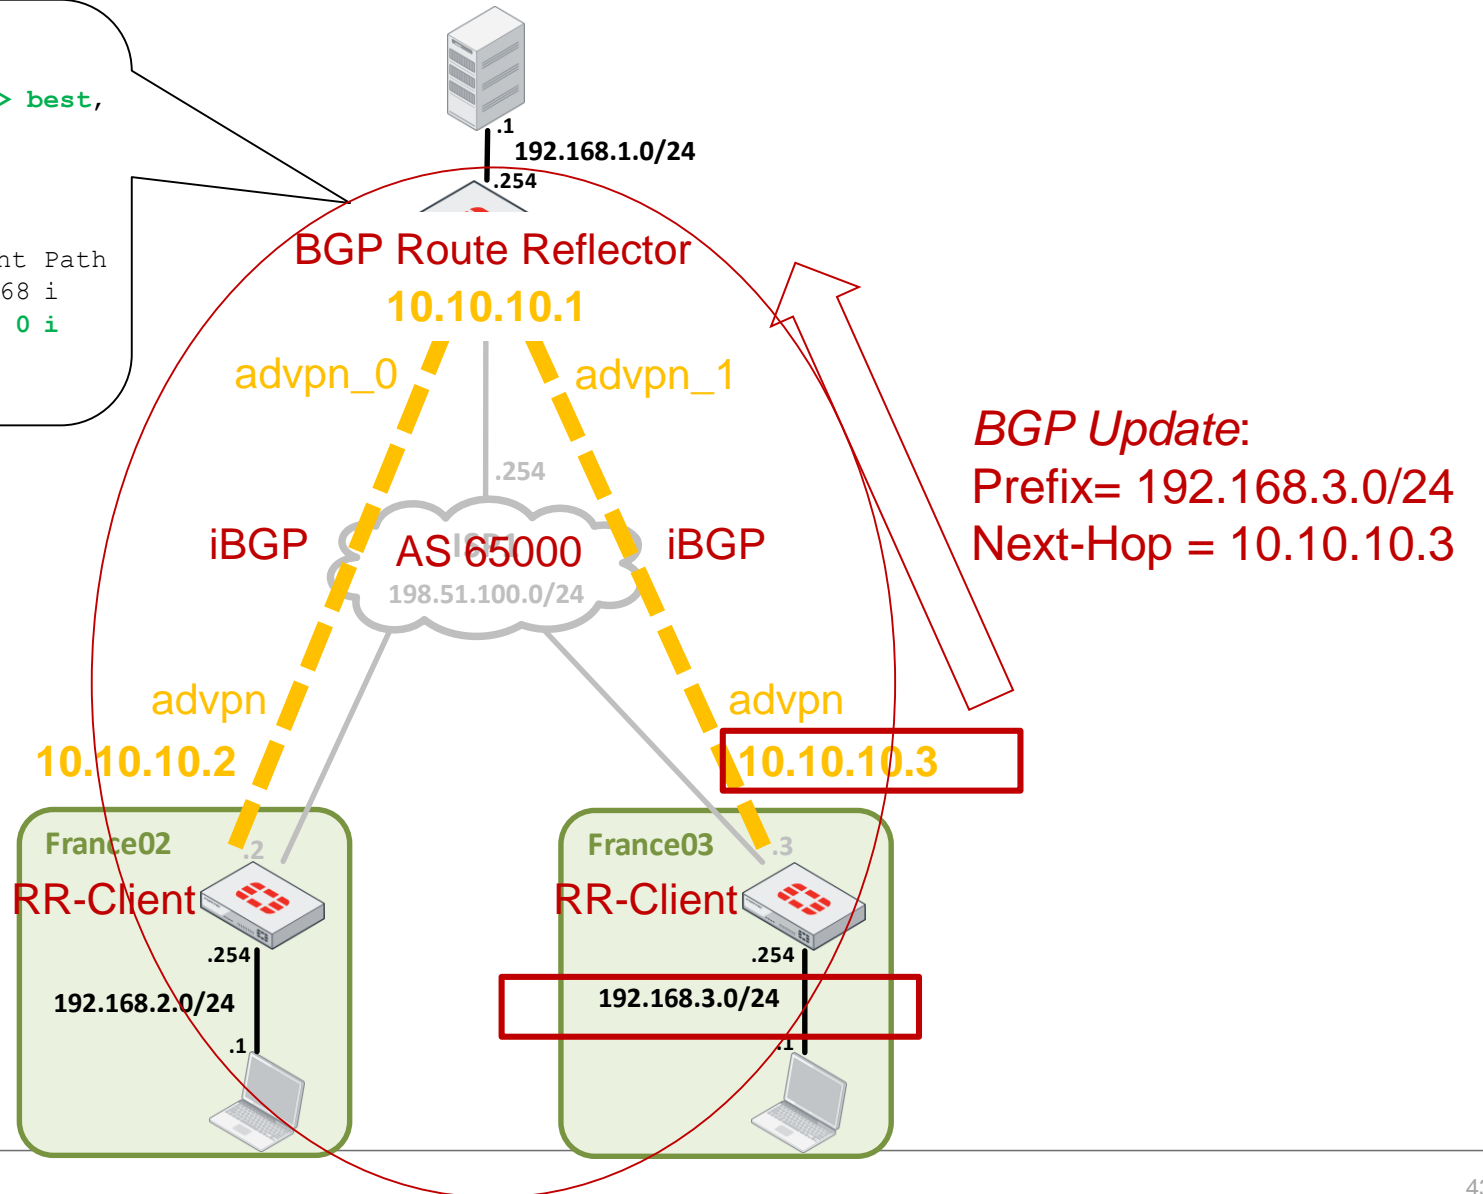 > best,
nt Path
68 i
0 i
.1
192.168.1.0/24
.254
BGP Route Reflector
10.10.10.1
advpn_0
advpn_1
.254
BGP Update:
Prefix= 192.168.3.0/24
Next-Hop = 10.10.10.3
iBGP
AS 65000
iBGP
198.51.100.0/24
advpn
advpn
10.10.10.2
10.10.10.3
France02
.2
France03
.3
RR-Client
RR-Client
.254
.254
192.168.2.0/24
192.168.3.0/24
.1
.1